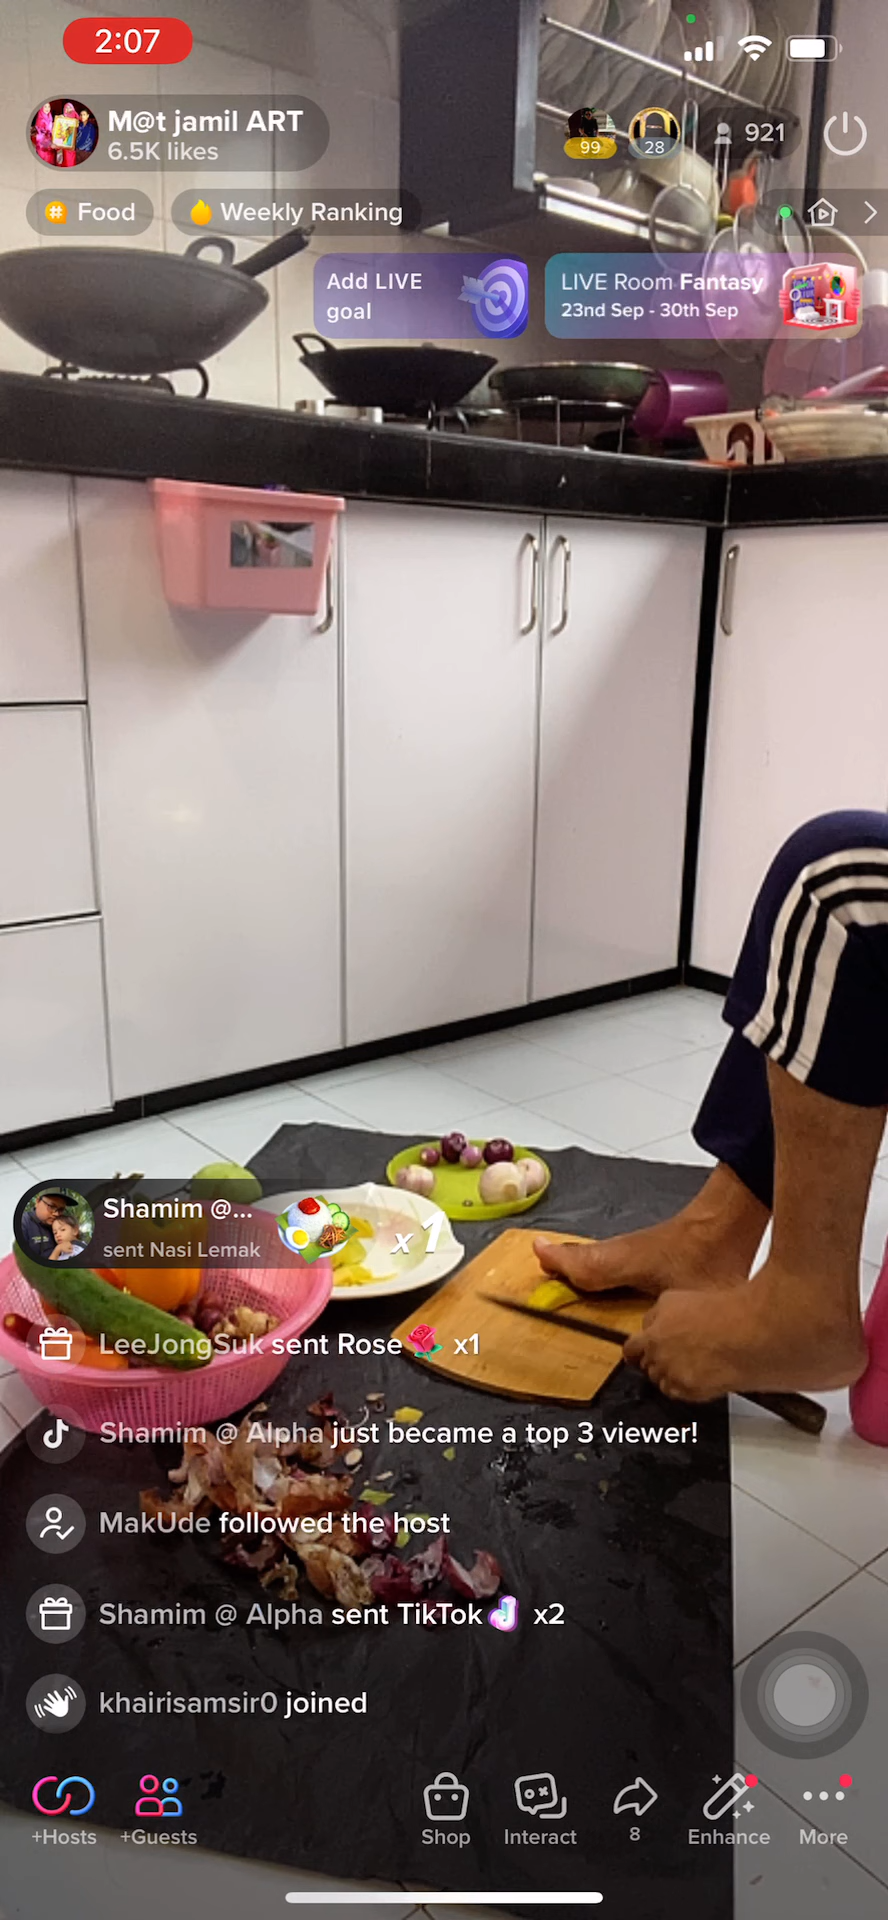 2:07
M@t jamil ART
6.5K likes
99
28
921
Food
Weekly Ranking
Add LIVE
goal
LIVE Room Fantasy
23nd Sep - 30th Sep
Shamim @...
sent Nasi Lemak
x1
LeeJongSuk sent Rose x1
Shamim @ Alpha just became a top 3 viewer!
MakUde followed the host
Shamim @ Alpha sent TikTok x2
khairisamsir0 joined
+Hosts
+Guests
Shop
Interact
8
Enhance
More